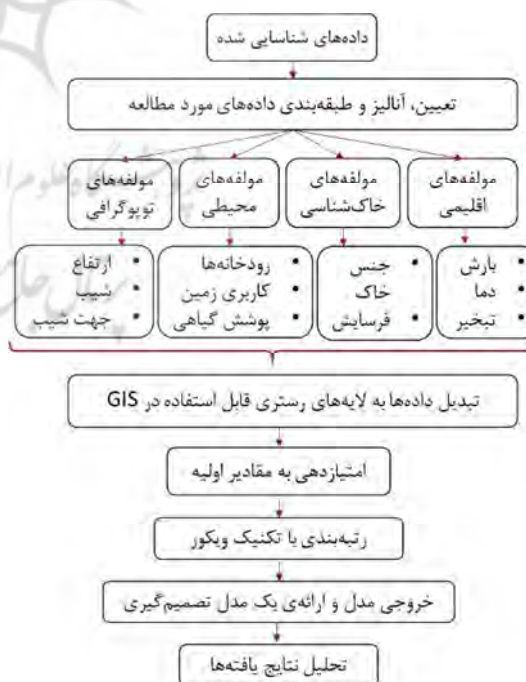 داده‌های شناسایی شده
تعیین، آنالیز و طبقه‌بندی داده‌های مورد مطالعه
مولفه‌های
اقلیمی
مولفه‌های
خاک‌شناسی
مولفه‌های
محیطی
مولفه‌های
توپوگرافی
• بارش
• دما
• تبخیر
• جنس
خاک
• فرسایش
• رودخانه‌ها
• کاربری زمین
• پوشش گیاهی
• ارتفاع
• شیب
• جهت شیب
تبدیل داده‌ها به لایه‌های رستری قابل استفاده در GIS
امتیازدهی به مقادیر اولیه
رتبه‌بندی با تکنیک ویکور
خروجی مدل و ارائه‌ی یک مدل تصمیم‌گیری
تحلیل نتایج یافته‌ها